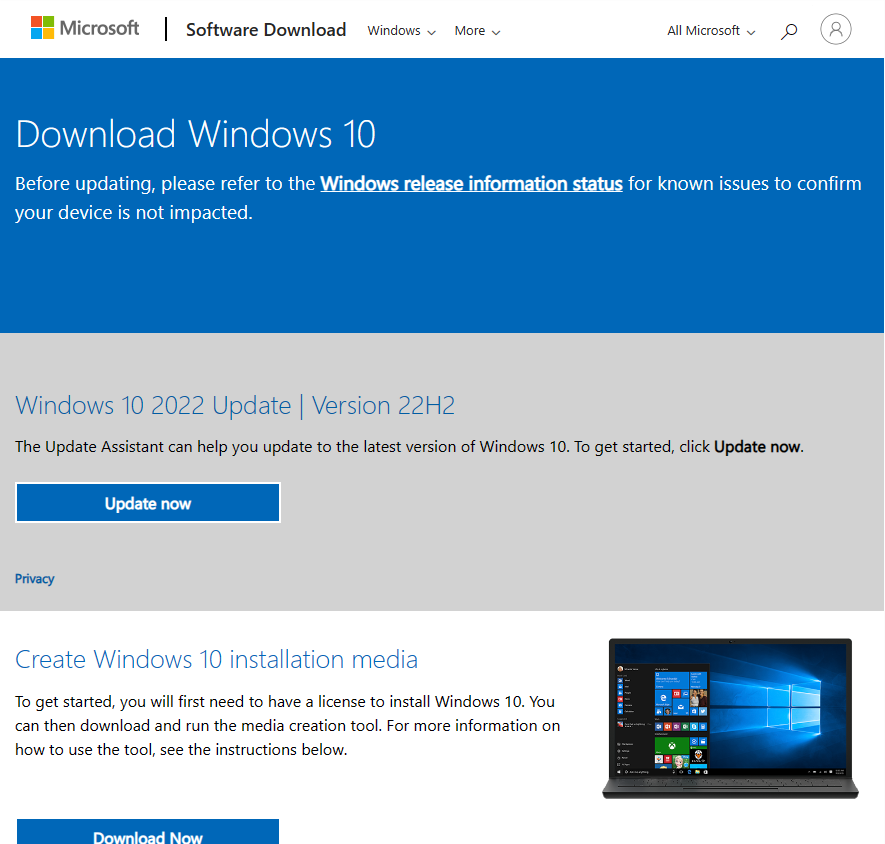 Microsoft Software Download Windows More All Microsoft
Download Windows 10
Before updating, please refer to the Windows release information status for known issues to confirm
your device is not impacted.
Windows 10 2022 Update | Version 22H2
The Update Assistant can help you update to the latest version of Windows 10. To get started, click Update now.
Update now
Privacy
Create Windows 10 installation media
To get started, you will first need to have a license to install Windows 10. You
can then download and run the media creation tool. For more information on
how to use the tool, see the instructions below.
Download Now